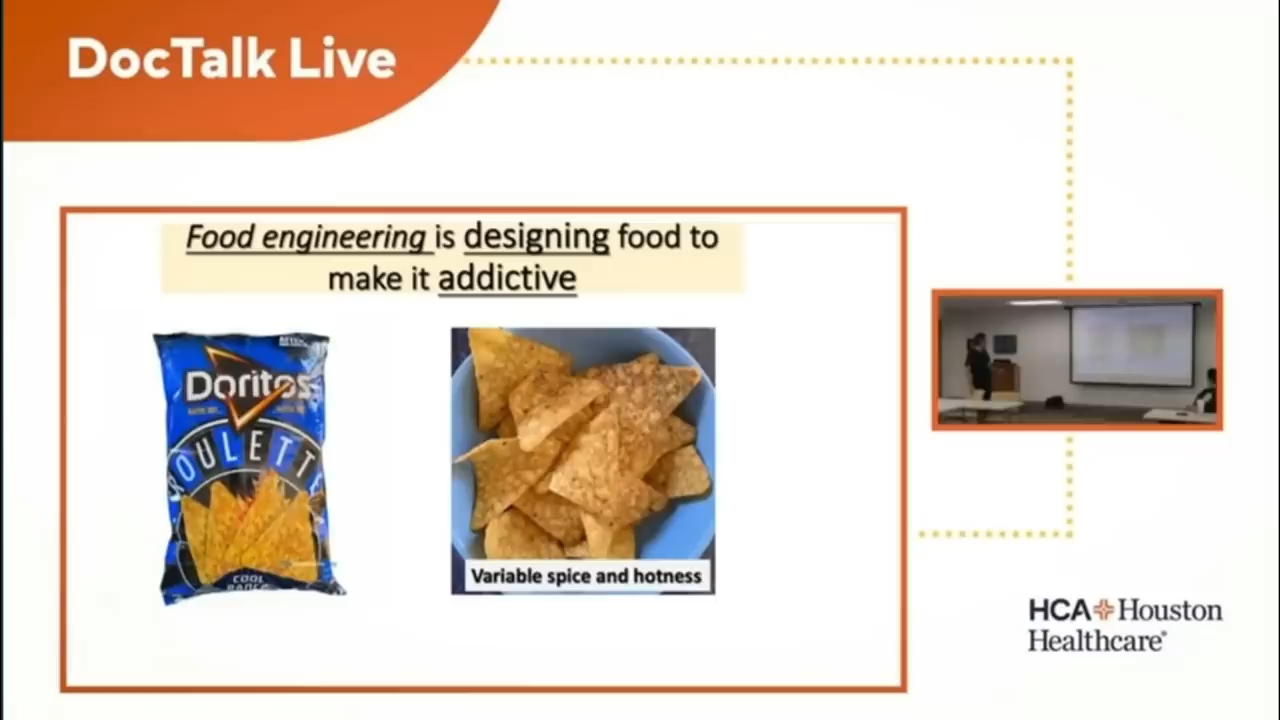 DocTalk Live
Food engineering is designing food to
make it addictive
Doritos
ROULETTE
COOL
RANCH
Variable spice and hotness
HCA Houston
Healthcare®